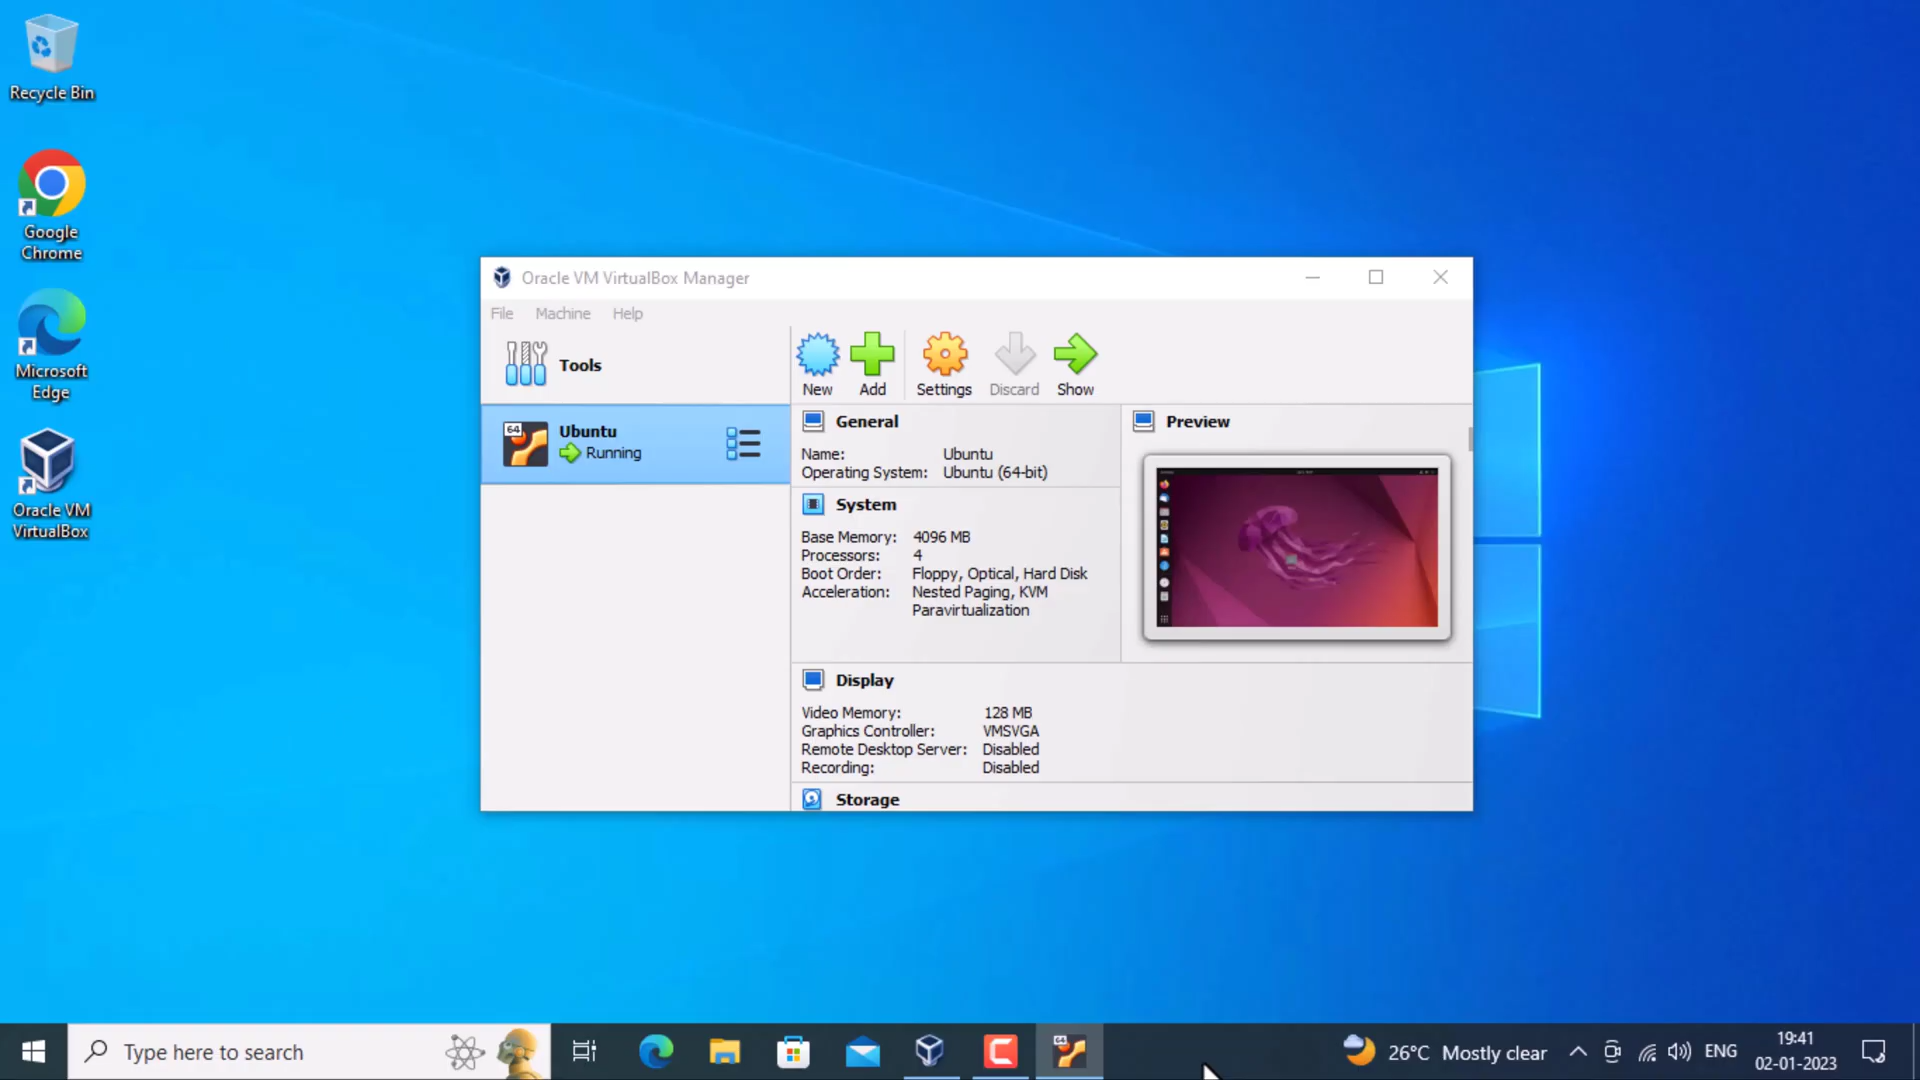 Recycle Bin
Google
Chrome
Microsoft
Edge
Oracle VM
VirtualBox
Oracle VM VirtualBox Manager
File Machine Help
Tools
New Add Settings Discard Show
64
Ubuntu
Running
General
Name: Ubuntu
Operating System: Ubuntu (64-bit)
System
Base Memory: 4096 MB
Processors: 4
Boot Order: Floppy, Optical, Hard Disk
Acceleration: Nested Paging, KVM
Paravirtualization
Preview
Display
Video Memory: 128 MB
Graphics Controller: VMSVGA
Remote Desktop Server: Disabled
Recording: Disabled
Storage
Type here to search
64
26°C Mostly clear
ENG
19:41
02-01-2023